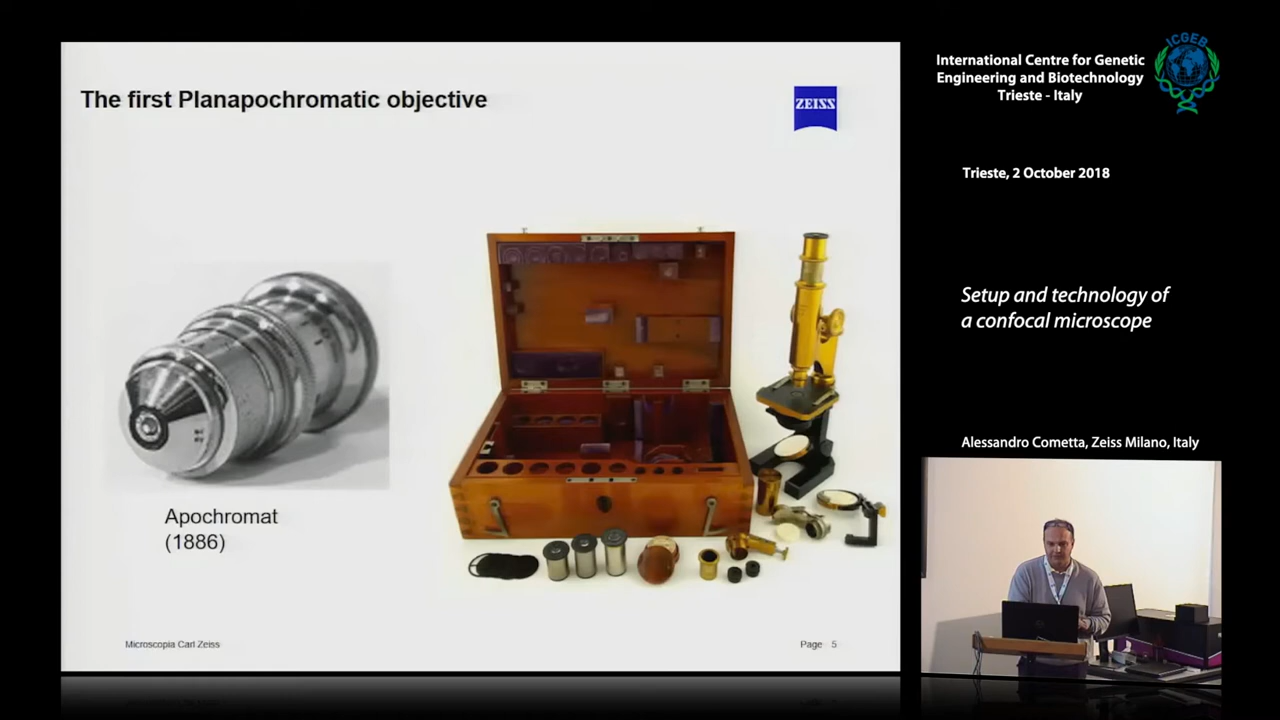 The first Planapochromatic objective
ZEISS
Apochromat
(1886)
Microscopia Carl Zeiss
Page 5
ICGEB
International Centre for Genetic
Engineering and Biotechnology
Trieste - Italy
Trieste, 2 October 2018
Setup and technology of
a confocal microscope
Alessandro Cometta, Zeiss Milano, Italy